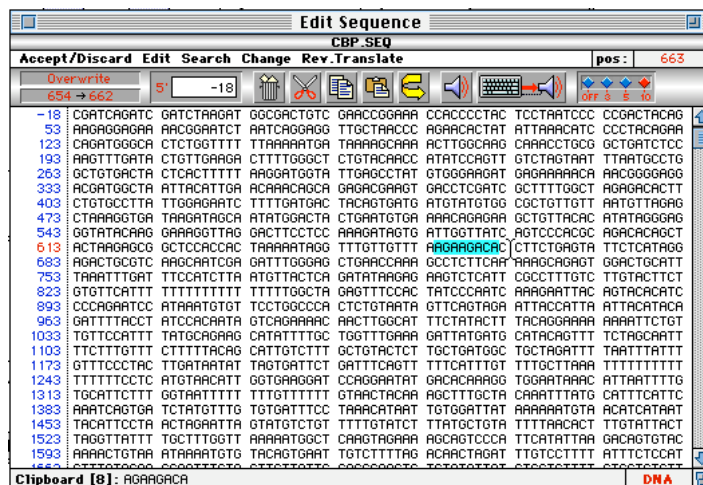 Edit Sequence
CBP.SEQ
Accept/Discard Edit Search Change Rev.Translate pos: 663
Overwrite
654 → 662
5' -18
OFF 3 5 10
-18 CGATCAGATC GATCTAAGAT GGCGACTGTC GAACCGGAAA CCACCCCTAC TCCTAATCCC CCGACTACAG
53 AAGAGGAGAA AACGGAATCT AATCAGGAGG TTGCTAACCC AGAACACTAT ATTAAACATC CCCTACAGAA
123 CAGATGGGCA CTCTGGTTTT TTAAAAATGA TAAAAGCAAA ACTTGGCAAG CAAACCTGCG GCTGATCTCC
193 AAGTTTGATA CTGTTGAAGA CTTTTGGGCT CTGTACAACC ATATCCAGTT GTCTAGTAAT TTAATGCCTG
263 GCTGTGACTA CTCACTTTTT AAGGATGGTA TTGAGCCTAT GTGGGAAGAT GAGAAAAACA AACGGGGAGG
333 ACGATGGCTA ATTACATTGA ACAAACAGCA GAGACGAAGT GACCTCGATC GCTTTTGGCT AGAGACACTT
403 CTGTGCCTTA TTGGAGAATC TTTTGATGAC TACAGTGATG ATGTATGTGG CGCTGTTGTT AATGTTAGAG
473 CTAAAGGTGA TAAGATAGCA ATATGGACTA CTGAATGTGA AAACAGAGAA GCTGTTACAC ATATAGGGAG
543 GGTATACAAG GAAAGGTTAG GACTTCCTCC AAAGATAGTG ATTGGTTATC AGTCCCACGC AGACACAGCT
613 ACTAAGAGCG GCTCCACCAC TAAAAATAGG TTTGTTGTTT AAGAAGACAC CTTCTGAGTA TTCTCATAGG
683 AGACTGCGTC AAGCAATCGA GATTTGGGAG CTGAACCAAA GCCTCTTCAA AAAGCAGAGT GGACTGCATT
753 TAAATTTGAT TTCCATCTTA ATGTTACTCA GATATAAGAG AAGTCTCATT CGCCTTTGTC TTGTACTTCT
823 GTGTTCATTT TTTTTTTTTT TTTTTGGCTA GAGTTTCCAC TATCCCAATC AAAGAATTAC AGTACACATC
893 CCCAGAATCC ATAAATGTGT TCCTGGCCCA CTCTGTAATA GTTCAGTAGA ATTACCATTA ATTACATACA
963 GATTTTACCT ATCCACAATA GTCAGAAAAC AACTTGGCAT TTCTATACTT TACAGGAAAA AAAATTCTGT
1033 TGTTCCATTT TATGCAGAAG CATATTTTGC TGGTTTGAAA GATTATGATG CATACAGTTT TCTAGCAATT
1103 TTCTTTGTTT CTTTTTACAG CATTGTCTTT GCTGTACTCT TGCTGATGGC TGCTAGATTT TAATTTATTT
1173 GTTTCCCTAC TTGATAATAT TAGTGATTCT GATTTCAGTT TTTCATTTGT TTTGCTTAAA TTTTTTTTTT
1243 TTTTTTCCTC ATGTAACATT GGTGAAGGAT CCAGGAATAT GACACAAAGG TGGAATAAAC ATTAATTTTG
1313 TGCATTCTTT GGTAATTTTT TTTGTTTTTT GTAACTACAA AGCTTTGCTA CAAATTTATG CATTTCATTC
1383 AAATCAGTGA TCTATGTTTG TGTGATTTCC TAAACATAAT TGTGGATTAT AAAAAATGTA ACATCATAAT
1453 TACATTCCTA ACTAGAATTA GTATGTCTGT TTTTGTATCT TTATGCTGTA TTTTAACACT TTGTATTACT
1523 TAGGTTATTT TGCTTTGGTT AAAAATGGCT CAAGTAGAAA AGCAGTCCCA TTCATATTAA GACAGTGTAC
1593 AAAACTGTAA ATAAAATGTG TACAGTGAAT TGTCTTTTAG ACAACTAGAT TTGTCCTTTT ATTTCTCCAT
Clipboard [8]: AGAAGACA DNA